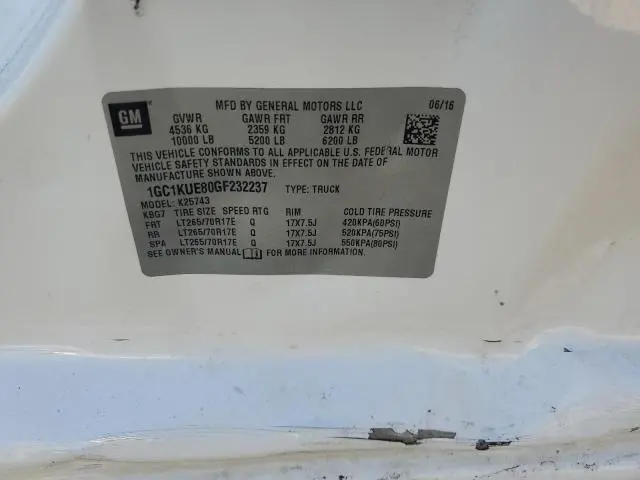 GM
MFD BY GENERAL MOTORS LLC 06/16
GVWR GAWR FRT GAWR RR
4536 KG 2359 KG 2812 KG
10000 LB 5200 LB 6200 LB
THIS VEHICLE CONFORMS TO ALL APPLICABLE U.S. FEDERAL MOTOR
VEHICLE SAFETY STANDARDS IN EFFECT ON THE DATE OF
MANUFACTURE SHOWN ABOVE.
1GC1KUE80GF232237 TYPE: TRUCK
MODEL: K25743
KBG7 TIRE SIZE SPEED RTG RIM COLD TIRE PRESSURE
FRT LT265/70R17E Q 17X7.5J 420KPA(60PSI)
RR LT265/70R17E Q 17X7.5J 520KPA(75PSI)
SPA LT265/70R17E Q 17X7.5J 550KPA(80PSI)
SEE OWNER'S MANUAL FOR MORE INFORMATION.